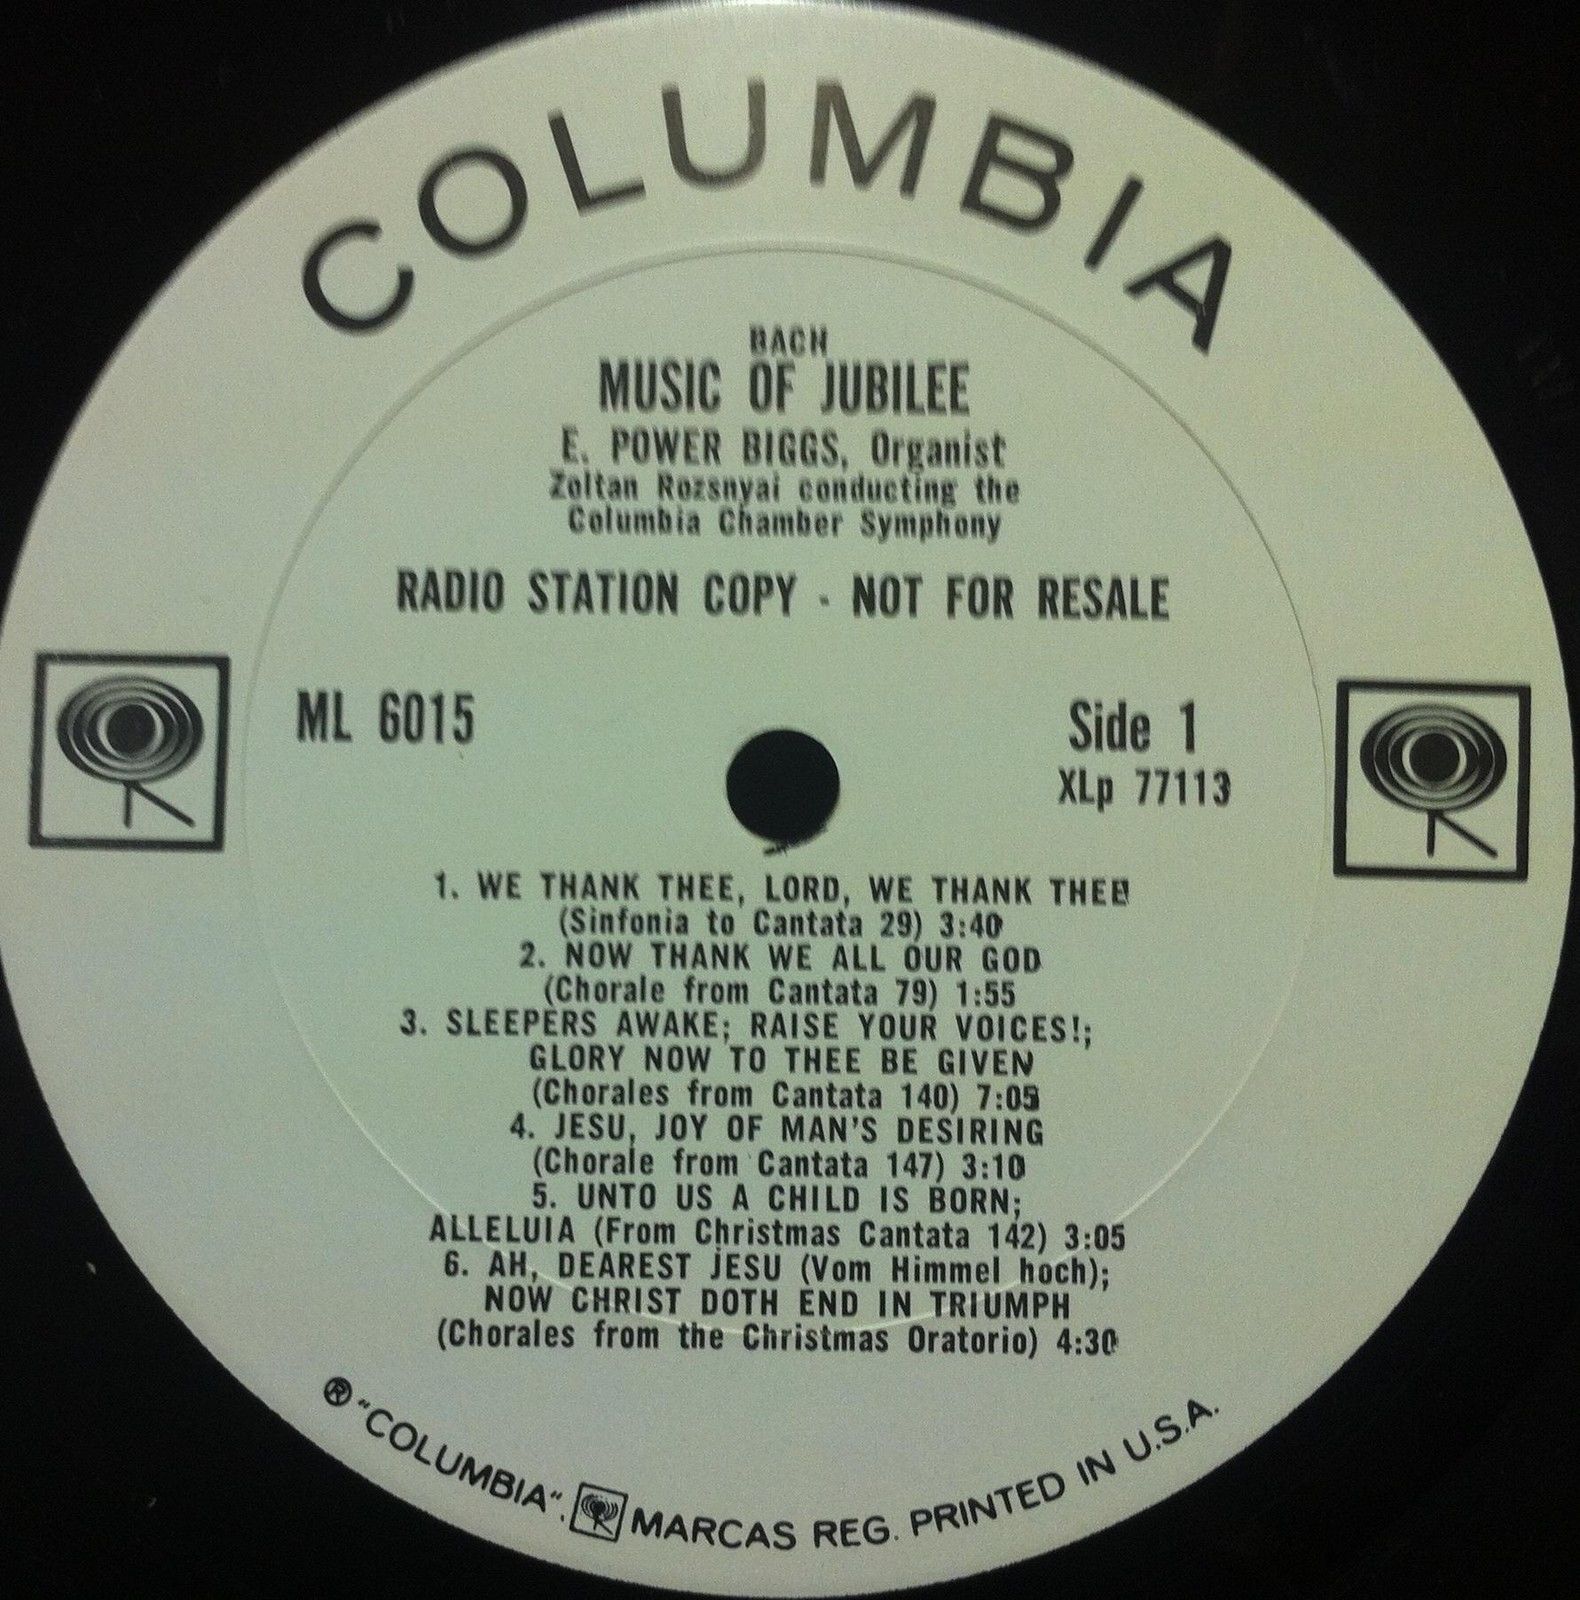 COLUMBIA
BACH
MUSIC OF JUBILEE
E. POWER BIGGS, Organist
Zoltan Rozsnyai conducting the
Columbia Chamber Symphony
RADIO STATION COPY - NOT FOR RESALE
ML 6015
Side 1
XLp 77113
1. WE THANK THEE, LORD, WE THANK THEE
(Sinfonia to Cantata 29) 3:40
2. NOW THANK WE ALL OUR GOD
(Chorale from Cantata 79) 1:55
3. SLEEPERS AWAKE; RAISE YOUR VOICES!;
GLORY NOW TO THEE BE GIVEN
(Chorales from Cantata 140) 7:05
4. JESU, JOY OF MAN'S DESIRING
(Chorale from Cantata 147) 3:10
5. UNTO US A CHILD IS BORN;
ALLELUIA (From Christmas Cantata 142) 3:05
6. AH, DEAREST JESU (Vom Himmel hoch);
NOW CHRIST DOTH END IN TRIUMPH
(Chorales from the Christmas Oratorio) 4:30
® "COLUMBIA", MARCAS REG. PRINTED IN U.S.A.